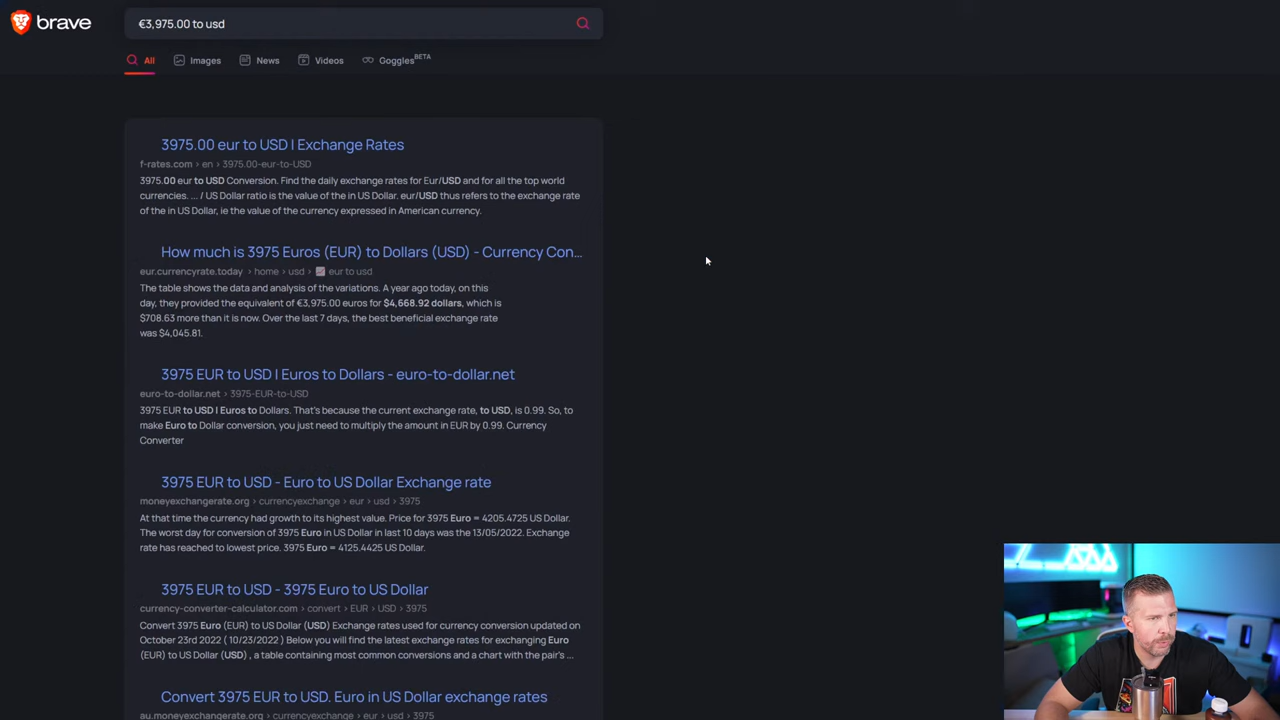 brave
€3,975.00 to usd
All
Images
News
Videos
Goggles BETA
3975.00 eur to USD | Exchange Rates
f-rates.com › en › 3975.00-eur-to-USD
3975.00 eur to USD Conversion. Find the daily exchange rates for Eur/USD and for all the top world
currencies. ... / US Dollar ratio is the value of the in US Dollar. eur/USD thus refers to the exchange rate
of the in US Dollar, ie the value of the currency expressed in American currency.
How much is 3975 Euros (EUR) to Dollars (USD) - Currency Con...
eur.currencyrate.today › home › usd › eur to usd
The table shows the data and analysis of the variations. A year ago today, on this
day, they provided the equivalent of €3,975.00 euros for $4,668.92 dollars, which is
$708.63 more than it is now. Over the last 7 days, the best beneficial exchange rate
was $4,045.81.
3975 EUR to USD | Euros to Dollars - euro-to-dollar.net
euro-to-dollar.net › 3975-EUR-to-USD
3975 EUR to USD | Euros to Dollars. That's because the current exchange rate, to USD, is 0.99. So, to
make Euro to Dollar conversion, you just need to multiply the amount in EUR by 0.99. Currency
Converter
3975 EUR to USD - Euro to US Dollar Exchange rate
moneyexchangerate.org › currencyexchange › eur › usd › 3975
At that time the currency had growth to its highest value. Price for 3975 Euro = 4205.4725 US Dollar.
The worst day for conversion of 3975 Euro in US Dollar in last 10 days was the 13/05/2022. Exchange
rate has reached to lowest price. 3975 Euro = 4125.4425 US Dollar.
3975 EUR to USD - 3975 Euro to US Dollar
currency-converter-calculator.com › convert › EUR › USD › 3975
Convert 3975 Euro (EUR) to US Dollar (USD) Exchange rates used for currency conversion updated on
October 23rd 2022 ( 10/23/2022 ) Below you will find the latest exchange rates for exchanging Euro
(EUR) to US Dollar (USD) , a table containing most common conversions and a chart with the pair's ...
Convert 3975 EUR to USD. Euro in US Dollar exchange rates
au.moneyexchangerate.org › currencyexchange › eur › usd › 3975